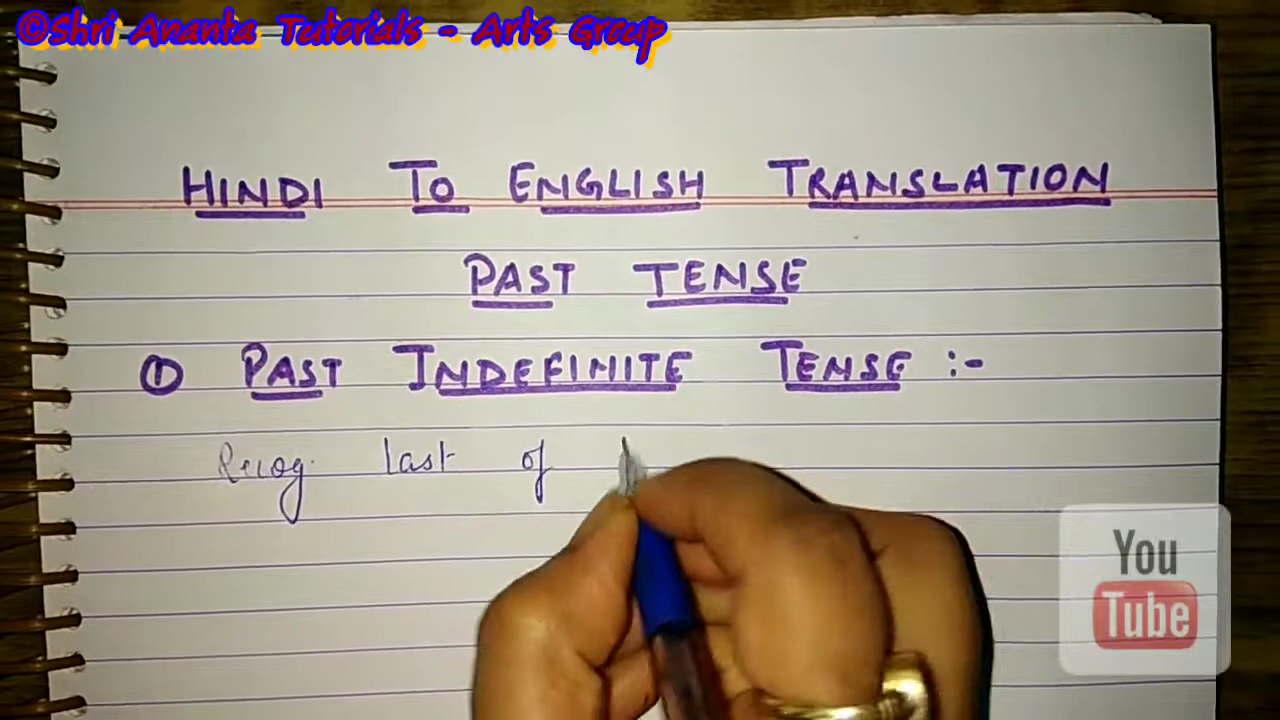 ©Shri Ananta Tutorials - Arts Group
HINDI TO ENGLISH TRANSLATION
PAST TENSE
① PAST INDEFINITE TENSE :-
Recog. Last of
You
Tube